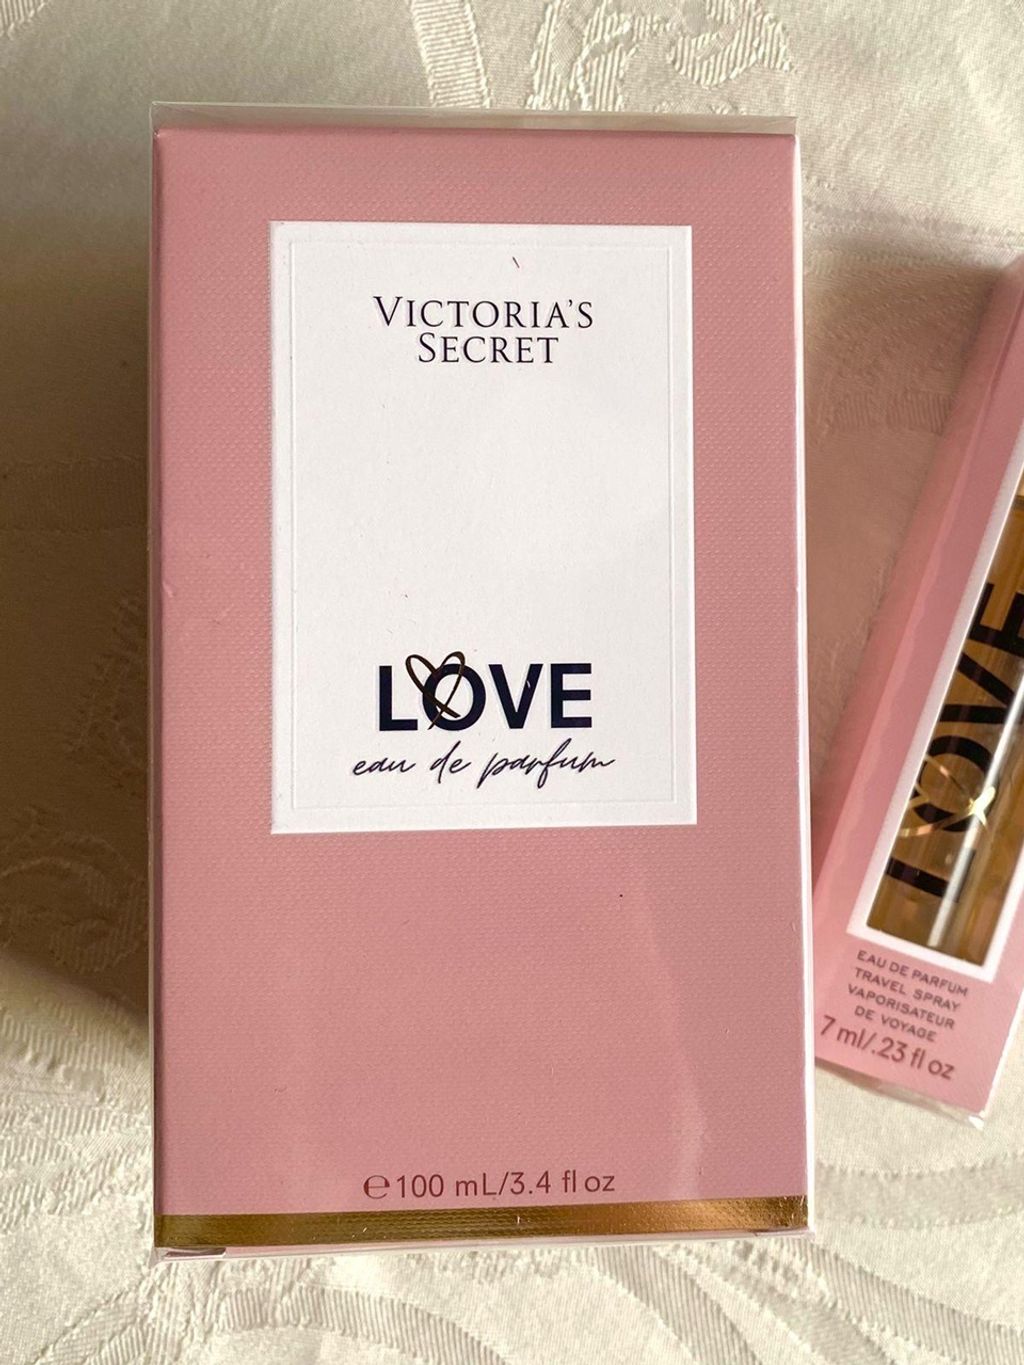 VICTORIA'S
SECRET
LOVE
eau de parfum
℮100 mL/3.4 fl oz
LOVE
EAU DE PARFUM
TRAVEL SPRAY
VAPORISATEUR
DE VOYAGE
7 ml/.23 fl oz